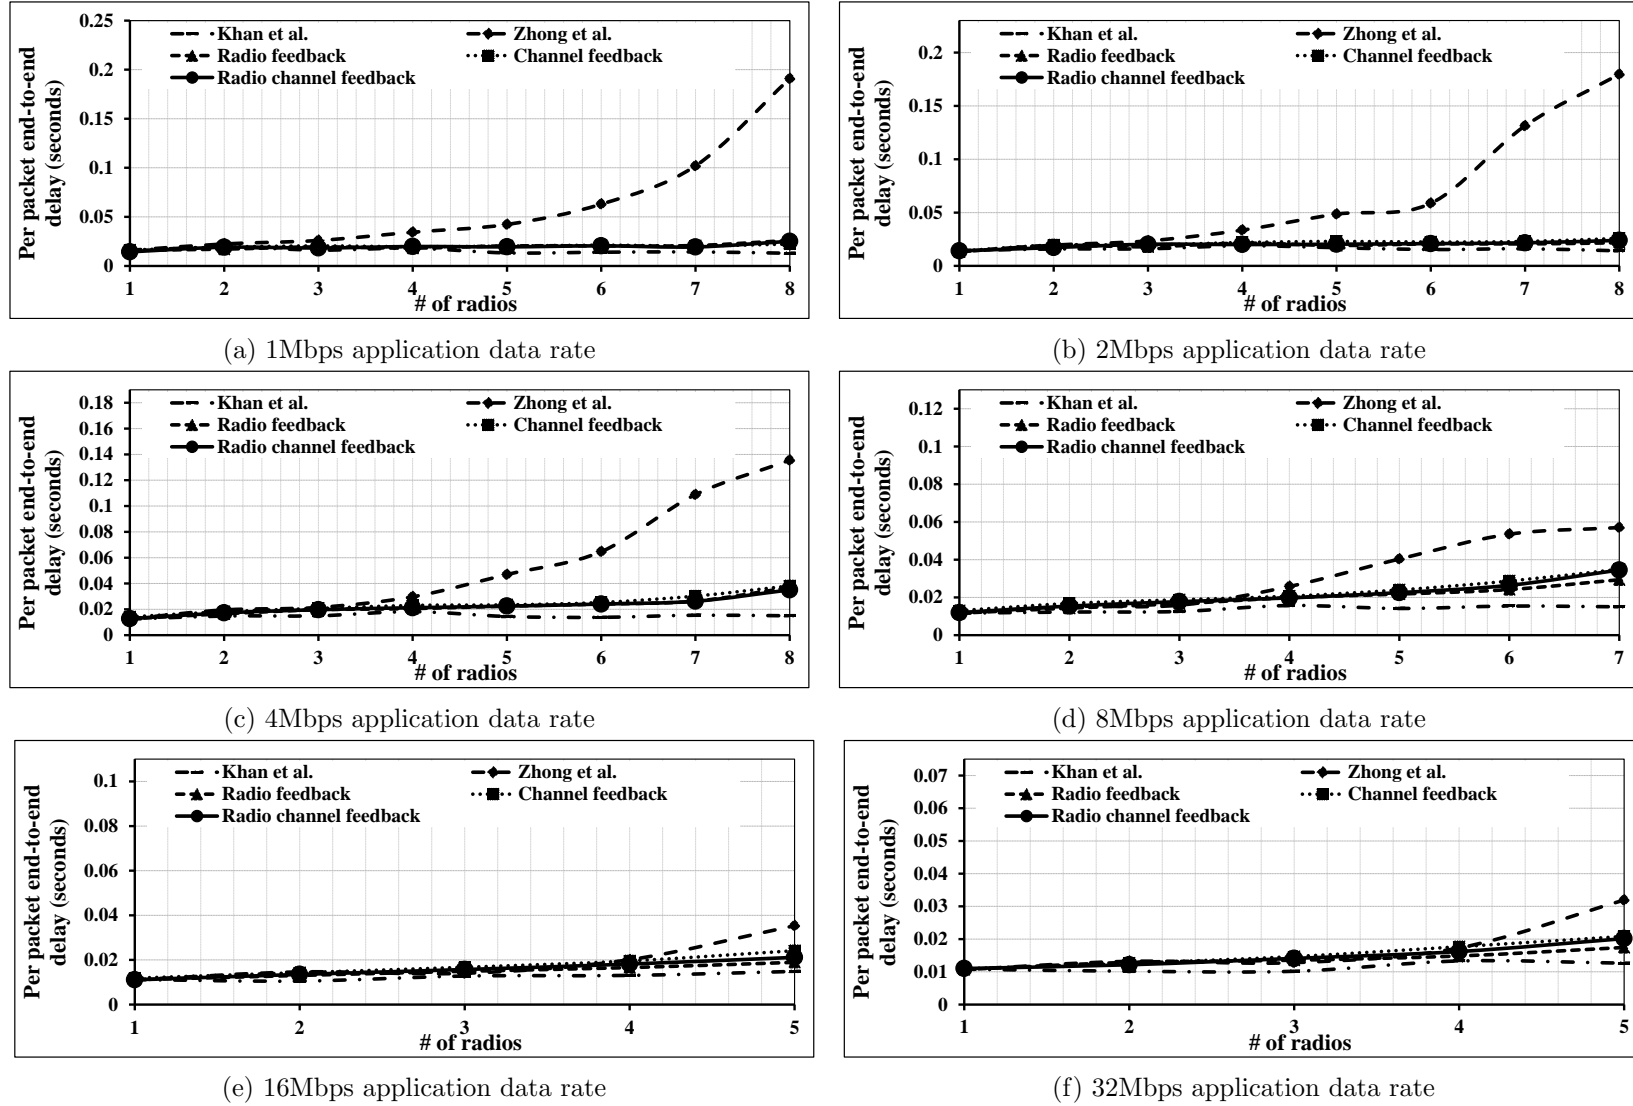 Per packet end-to-end
delay (seconds)
0.25
0.2
0.15
0.1
0.05
0
Khan et al.
Zhong et al.
Radio feedback
Channel feedback
Radio channel feedback
1 2 3 4 5 6 7 8
# of radios
(a) 1Mbps application data rate
Per packet end-to-end
delay (seconds)
0.2
0.15
0.1
0.05
0
Khan et al.
Zhong et al.
Radio feedback
Channel feedback
Radio channel feedback
1 2 3 4 5 6 7 8
# of radios
(b) 2Mbps application data rate
Per packet end-to-end
delay (seconds)
0.18
0.16
0.14
0.12
0.1
0.08
0.06
0.04
0.02
0
Khan et al.
Zhong et al.
Radio feedback
Channel feedback
Radio channel feedback
1 2 3 4 5 6 7 8
# of radios
(c) 4Mbps application data rate
Per packet end-to-end
delay (seconds)
0.12
0.1
0.08
0.06
0.04
0.02
0
Khan et al.
Zhong et al.
Radio feedback
Channel feedback
Radio channel feedback
1 2 3 4 5 6 7
# of radios
(d) 8Mbps application data rate
Per packet end-to-end
delay (seconds)
0.1
0.08
0.06
0.04
0.02
0
Khan et al.
Zhong et al.
Radio feedback
Channel feedback
Radio channel feedback
1 2 3 4 5
# of radios
(e) 16Mbps application data rate
Per packet end-to-end
delay (seconds)
0.07
0.06
0.05
0.04
0.03
0.02
0.01
0
Khan et al.
Zhong et al.
Radio feedback
Channel feedback
Radio channel feedback
1 2 3 4 5
# of radios
(f) 32Mbps application data rate